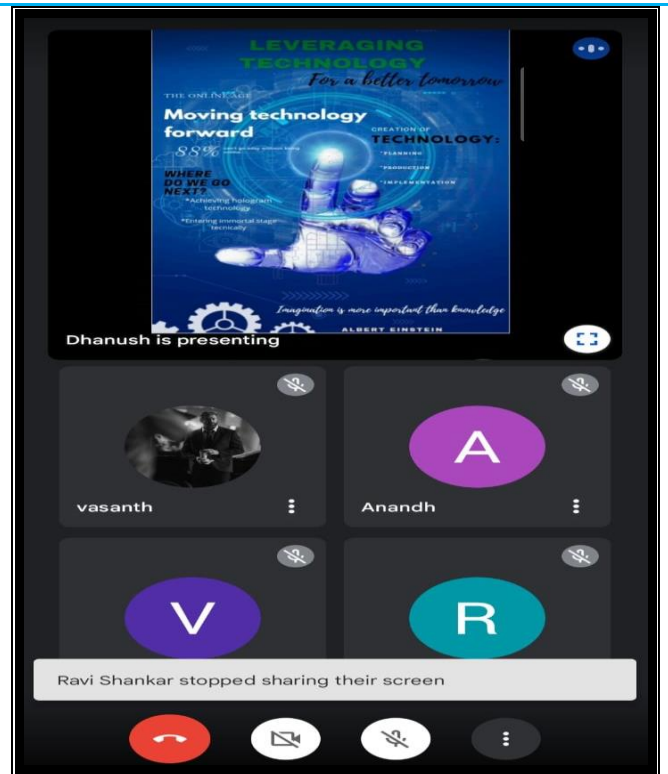 LEVERAGING
TECHNOLOGY
For a better tomorrow
THE ONLINE AGE
Moving technology
forward
88%
CREATION OF
TECHNOLOGY:
*PLANNING
*PRODUCTION
*IMPLEMENTATION
WHERE
DO WE GO
NEXT?
*Achieving hologram
technology
*Entering immortal stage
tecnically
Imagination is more important than knowledge
ALBERT EINSTEIN
Dhanush is presenting
vasanth
A
Anandh
V
R
Ravi Shankar stopped sharing their screen